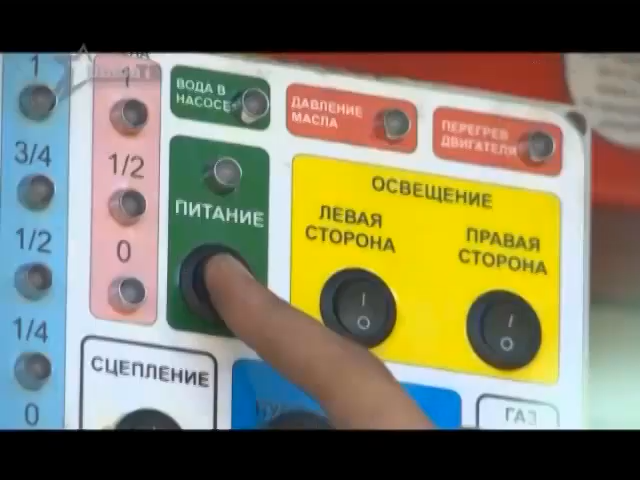 1
3/4
1/2
1/4
0
1
1/2
0
ВОДА В
НАСОСЕ
ДАВЛЕНИЕ
МАСЛА
ПЕРЕГРЕВ
ДВИГАТЕЛЯ
ПИТАНИЕ
ОСВЕЩЕНИЕ
ЛЕВАЯ
СТОРОНА
ПРАВАЯ
СТОРОНА
СЦЕПЛЕНИЕ
ГАЗ